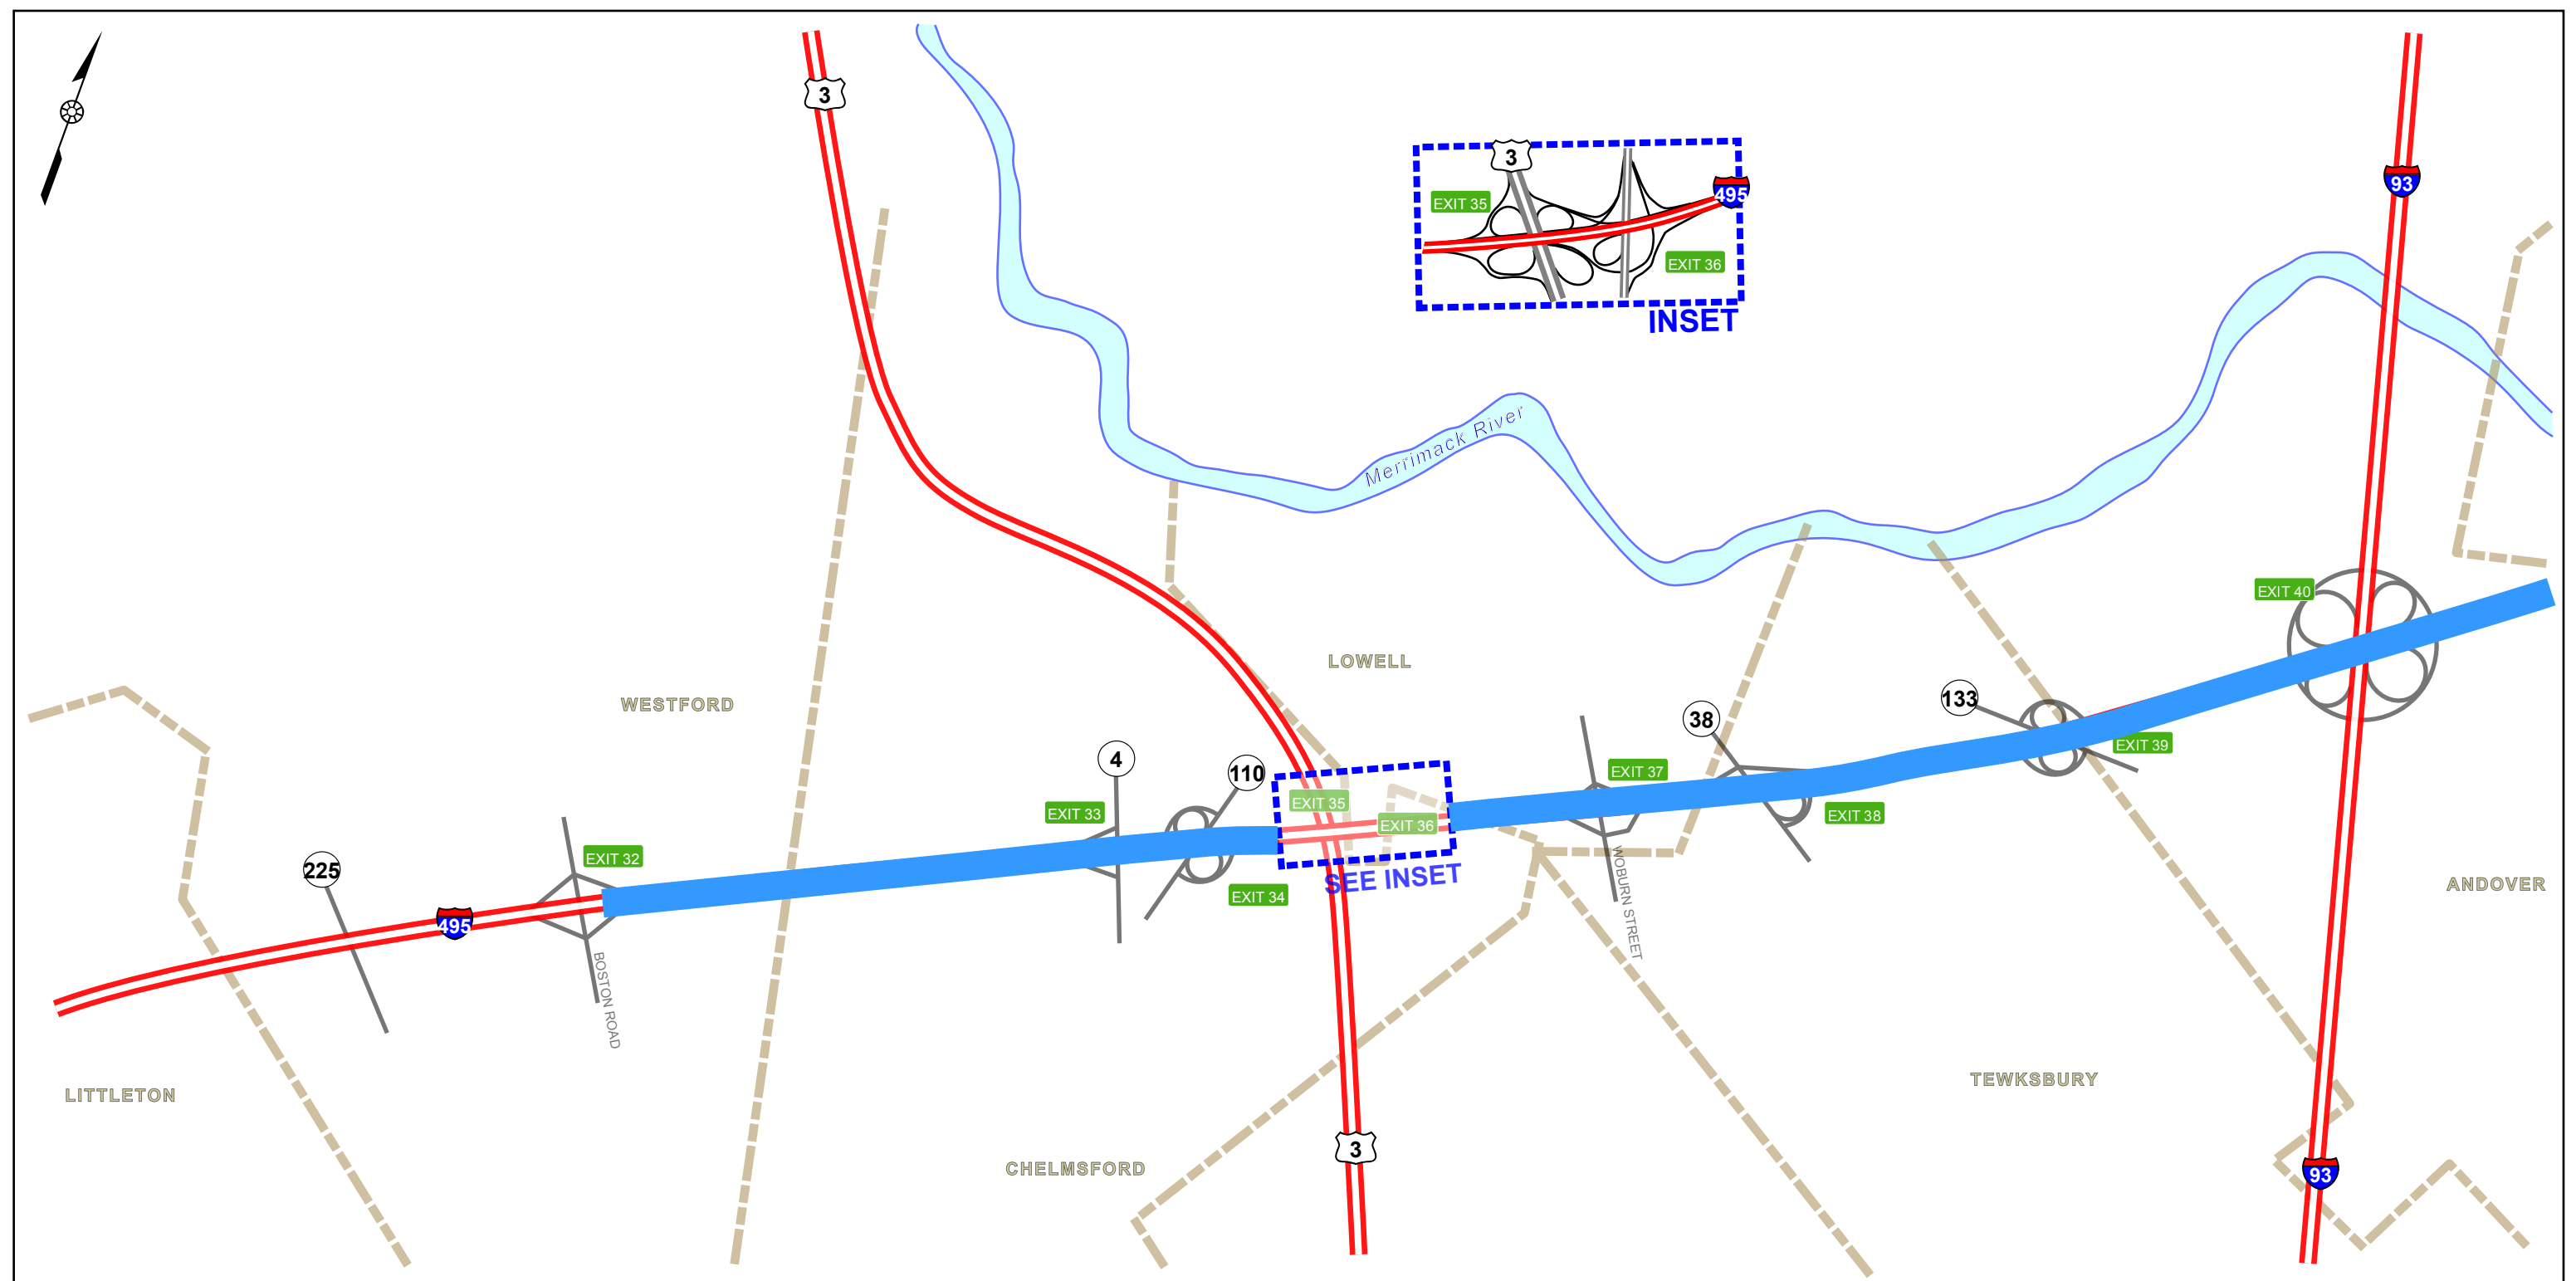 3
3
93
495
EXIT 35
EXIT 36
INSET
Merrimack River
EXIT 40
LOWELL
WESTFORD
133
38
EXIT 39
4
110
EXIT 37
EXIT 35
EXIT 33
EXIT 38
EXIT 36
EXIT 32
225
SEE INSET
EXIT 34
WOBURN STREET
ANDOVER
495
BOSTON ROAD
TEWKSBURY
LITTLETON
3
CHELMSFORD
93